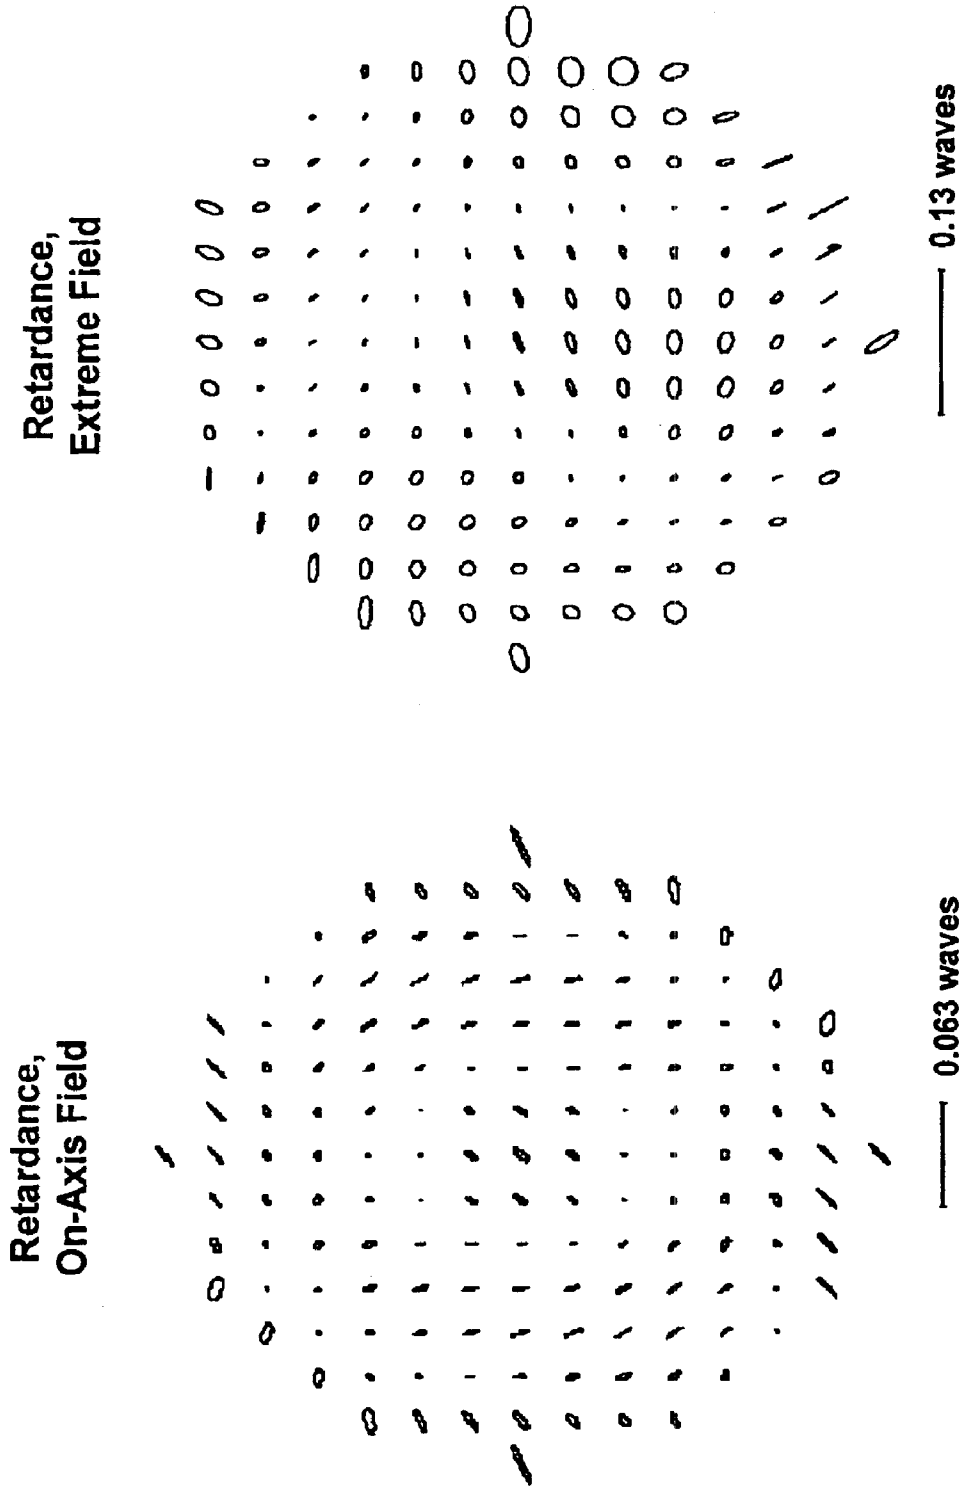 Retardance,
On-Axis Field
0.063 waves
Retardance,
Extreme Field
0.13 waves